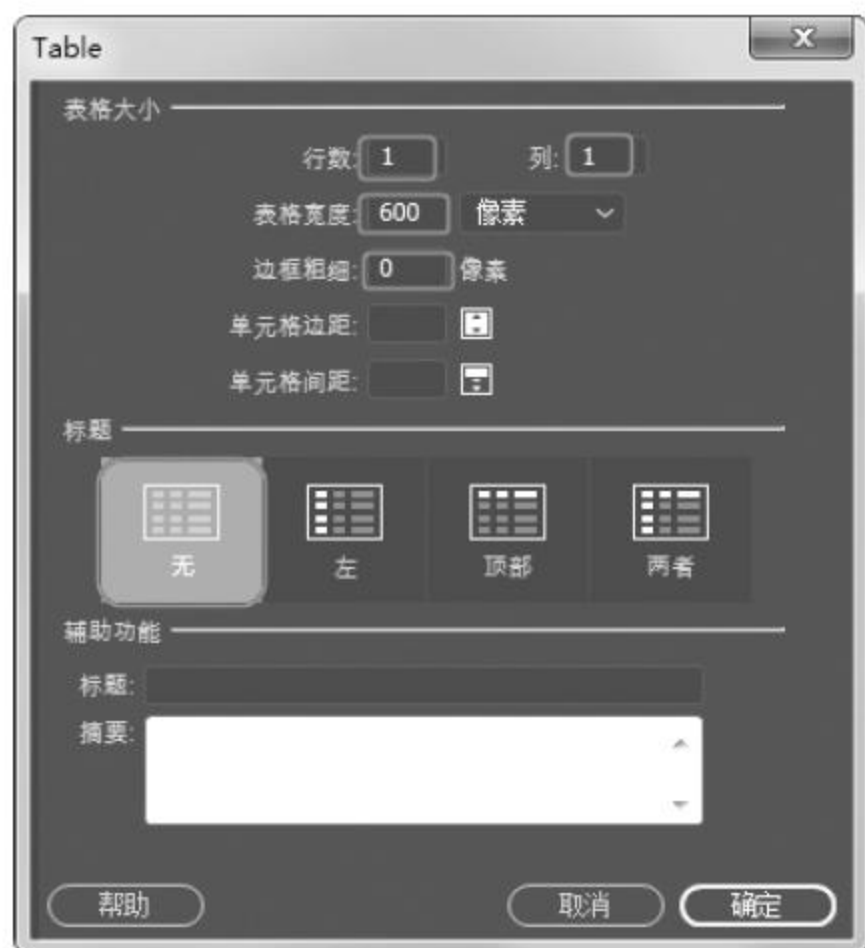 Table
表格大小
行数: 1 列: 1
表格宽度: 600 像素
边框粗细: 0 像素
单元格边距:
单元格间距:
标题
无 左 顶部 两者
辅助功能
标题:
摘要:
帮助 取消 确定